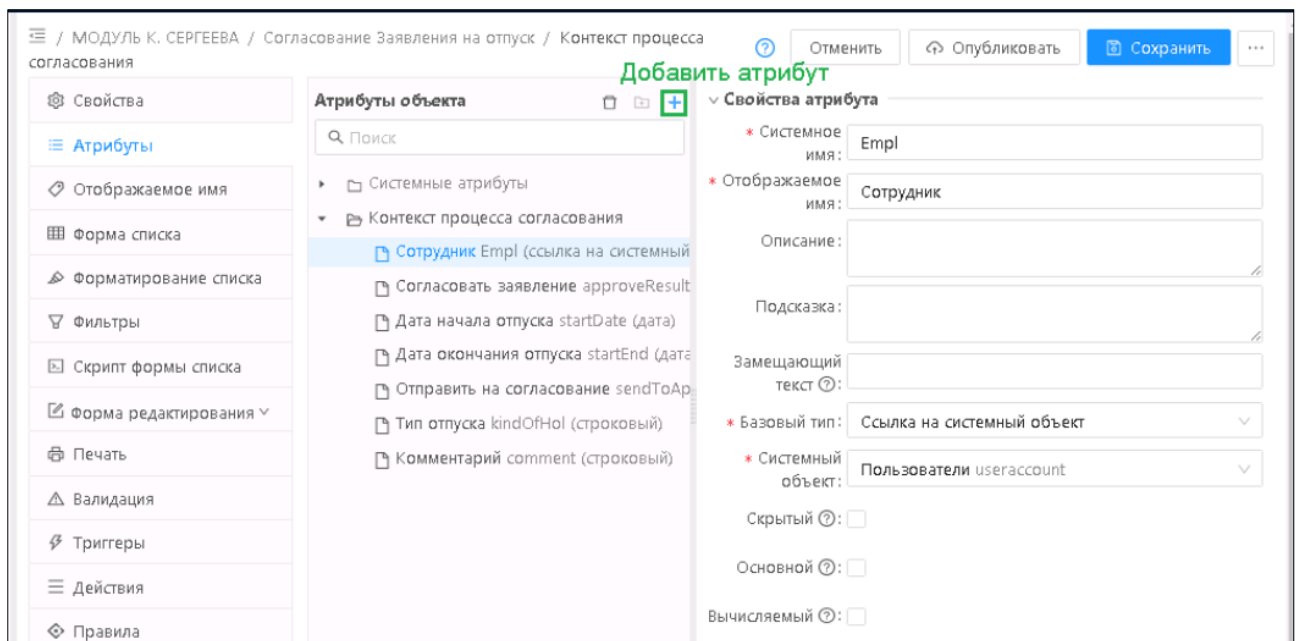 / МОДУЛЬ К. СЕРГЕЕВА / Согласование Заявления на отпуск / Контекст процесса
согласования
Отменить
Опубликовать
Сохранить
Добавить атрибут
Свойства
Атрибуты
Отображаемое имя
Форма списка
Форматирование списка
Фильтры
Скрипт формы списка
Форма редактирования
Печать
Валидация
Триггеры
Действия
Правила
Атрибуты объекта
Поиск
Системные атрибуты
Контекст процесса согласования
Сотрудник Empl (ссылка на системный
Согласовать заявление approveResult
Дата начала отпуска startDate (дата)
Дата окончания отпуска startEnd (дата
Отправить на согласование sendToAp
Тип отпуска kindOfHol (строковый)
Комментарий comment (строковый)
Свойства атрибута
* Системное
имя:
Empl
* Отображаемое
имя:
Сотрудник
Описание:
Подсказка:
Замещающий
текст ?:
* Базовый тип:
Ссылка на системный объект
* Системный
объект:
Пользователи useraccount
Скрытый ?:
Основной ?:
Вычисляемый ?: